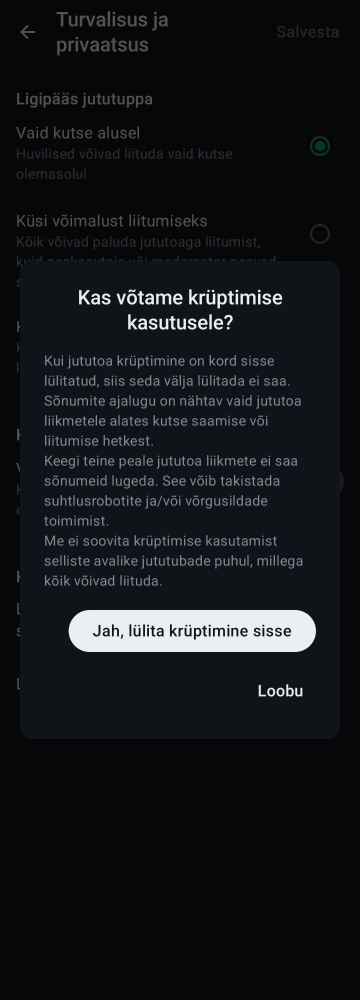 Turvalisus ja
privaatsus
Salvesta
Ligipääs jututuppa
Vaid kutse alusel
Huvilised võivad liituda vaid kutse
olemasolul
Küsi võimalust liitumiseks
Kõik võivad paluda jututoaga liitumist,
Kas võtame krüptimise
kasutusele?
Kui jututoa krüptimine on kord sisse
lülitatud, siis seda välja lülitada ei saa.
Sõnumite ajalugu on nähtav vaid jututoa
liikmetele alates kutse saamise või
liitumise hetkest.
Keegi teine peale jututoa liikmete ei saa
sõnumeid lugeda. See võib takistada
suhtlusrobotite ja/või võrgusildade
toimimist.
Me ei soovita krüptimise kasutamist
selliste avalike jututubade puhul, millega
kõik võivad liituda.
Jah, lülita krüptimine sisse
Loobu